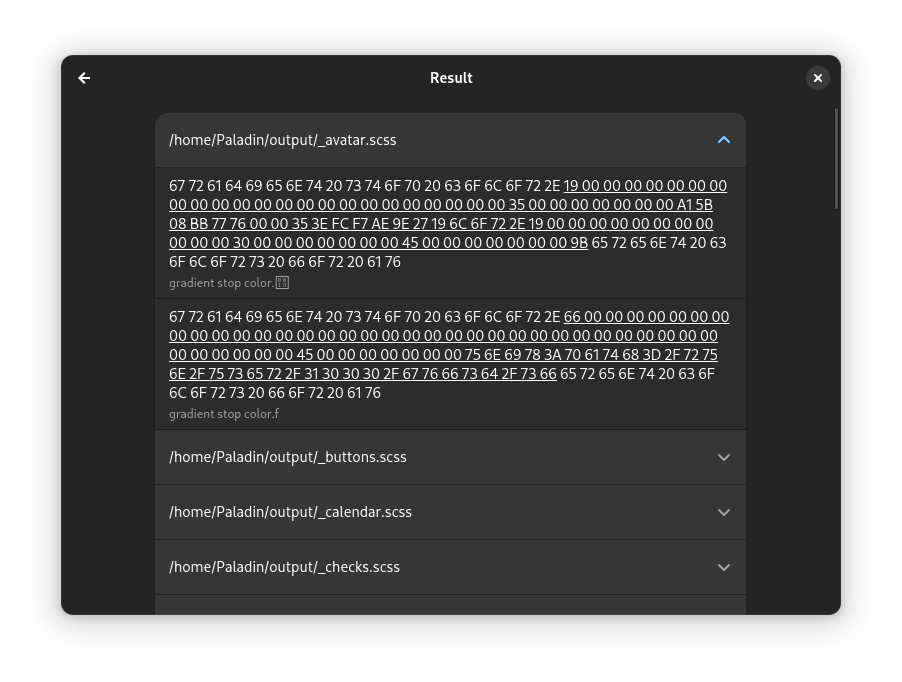 Result
/home/Paladin/output/_avatar.scss
67 72 61 64 69 65 6E 74 20 73 74 6F 70 20 63 6F 6C 6F 72 2E 19 00 00 00 00 00 00 00
00 00 00 00 00 00 00 00 00 00 00 00 00 00 00 00 35 00 00 00 00 00 00 00 A1 5B
08 BB 77 76 00 00 35 3E FC F7 AE 9E 27 19 6C 6F 72 2E 19 00 00 00 00 00 00 00
00 00 00 30 00 00 00 00 00 00 00 45 00 00 00 00 00 00 00 9B 65 72 65 6E 74 20 63
6F 6C 6F 72 73 20 66 6F 72 20 61 76
gradient stop color.
67 72 61 64 69 65 6E 74 20 73 74 6F 70 20 63 6F 6C 6F 72 2E 66 00 00 00 00 00 00 00
00 00 00 00 00 00 00 00 00 00 00 00 00 00 00 00 00 00 00 00 00 00 00 00 00 00 00
00 00 00 00 00 00 45 00 00 00 00 00 00 00 75 6E 69 78 3A 70 61 74 68 3D 2F 72 75
6E 2F 75 73 65 72 2F 31 30 30 30 2F 67 76 66 73 64 2F 73 66 65 72 65 6E 74 20 63 6F
6C 6F 72 73 20 66 6F 72 20 61 76
gradient stop color.f
/home/Paladin/output/_buttons.scss
/home/Paladin/output/_calendar.scss
/home/Paladin/output/_checks.scss